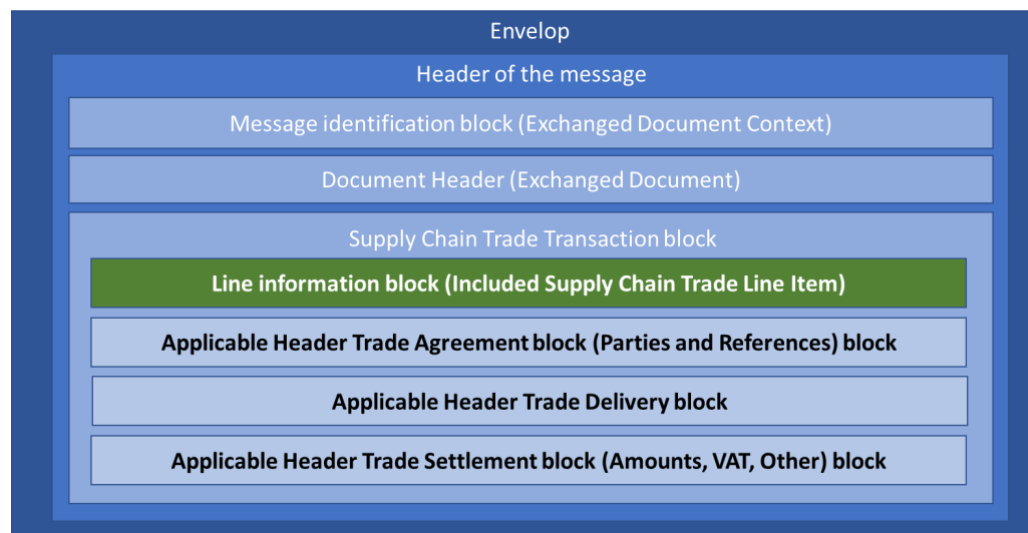 Envelop
Header of the message
Message identification block (Exchanged Document Context)
Document Header (Exchanged Document)
Supply Chain Trade Transaction block
Line information block (Included Supply Chain Trade Line Item)
Applicable Header Trade Agreement block (Parties and References) block
Applicable Header Trade Delivery block
Applicable Header Trade Settlement block (Amounts, VAT, Other) block